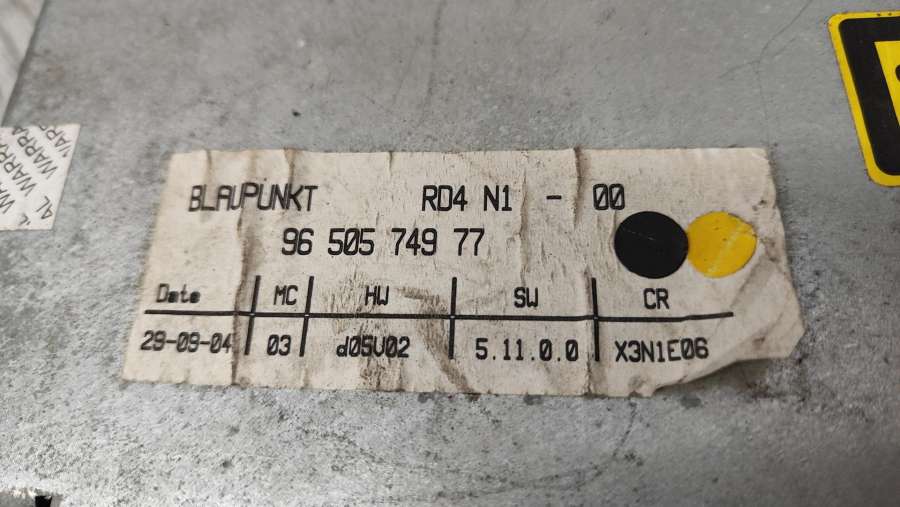 BLAUPUNKT RD4 N1 - 00
96 505 749 77
Date MC HW SW CR
29-09-04 03 d05V02 5.11.0.0 X3N1E06